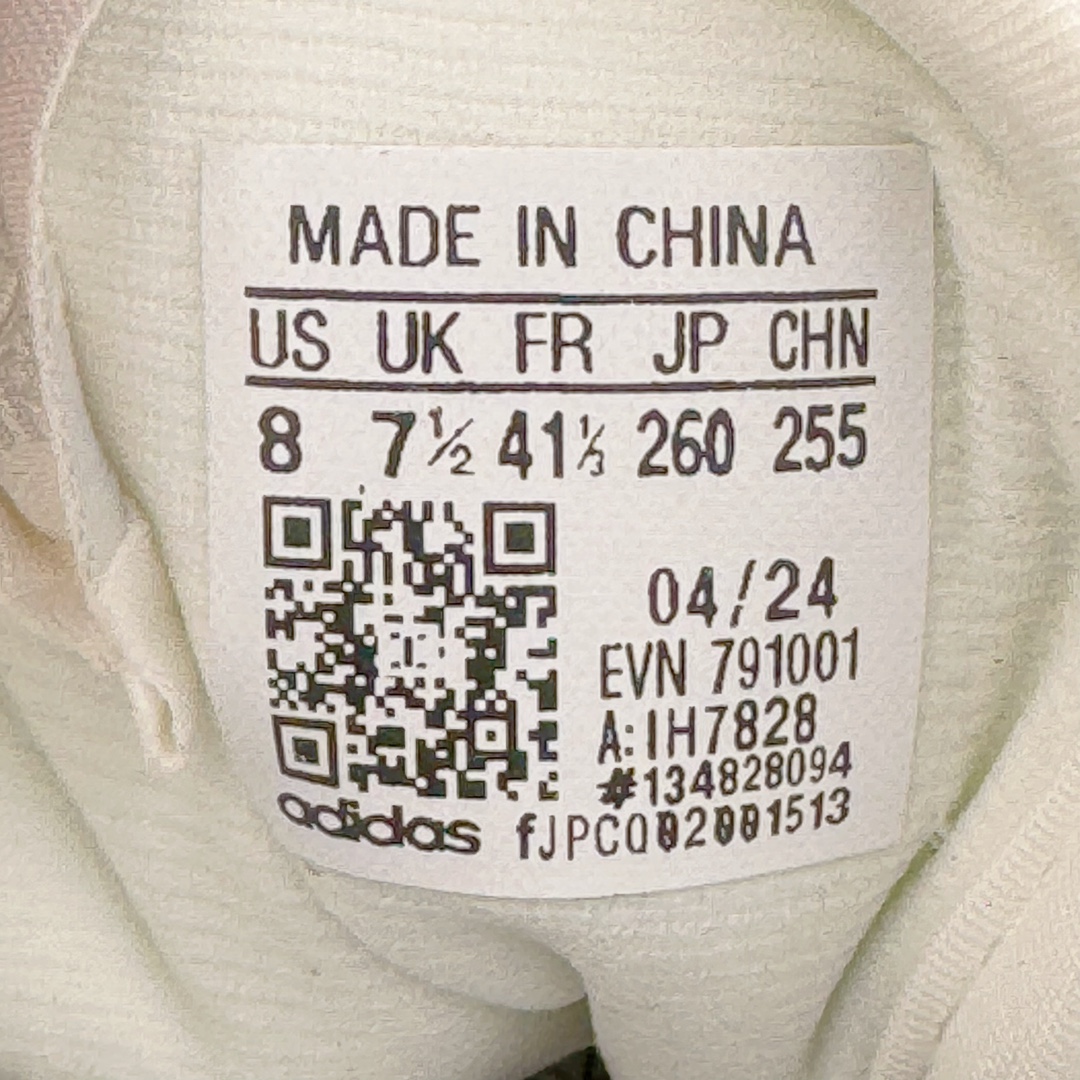 MADE IN CHINA
US UK FR JP CHN
8 7½ 41⅓ 260 255
04/24
EVN 791001
A:IH7828
#134828094
adidas fJPCO02001513